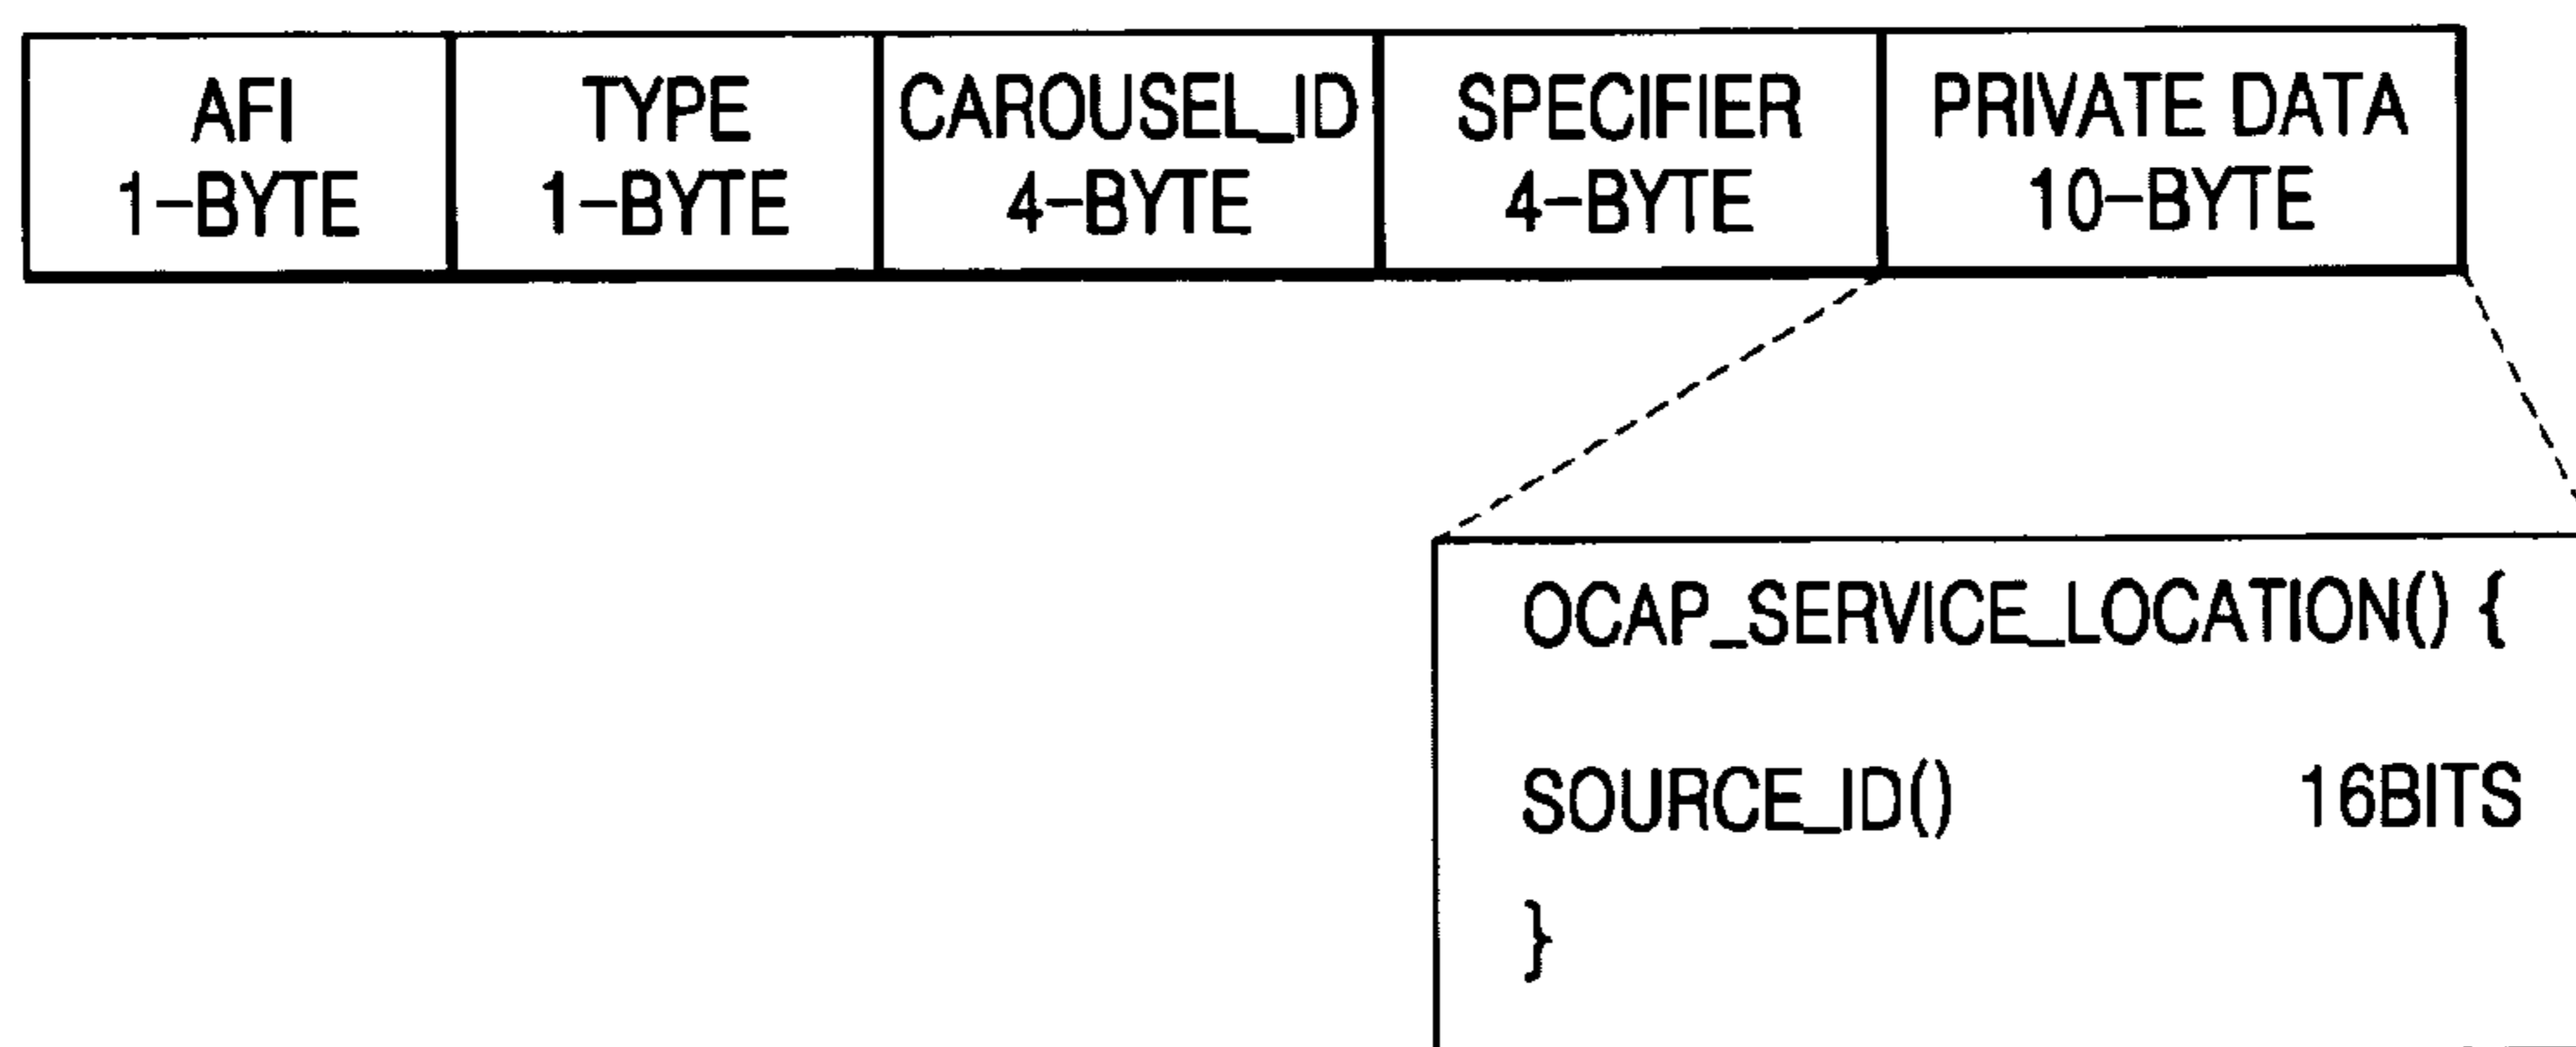 AFI
1-BYTE
TYPE
1-BYTE
CAROUSEL_ID
4-BYTE
SPECIFIER
4-BYTE
PRIVATE DATA
10-BYTE
OCAP_SERVICE_LOCATION() {
SOURCE_ID() 16BITS
}